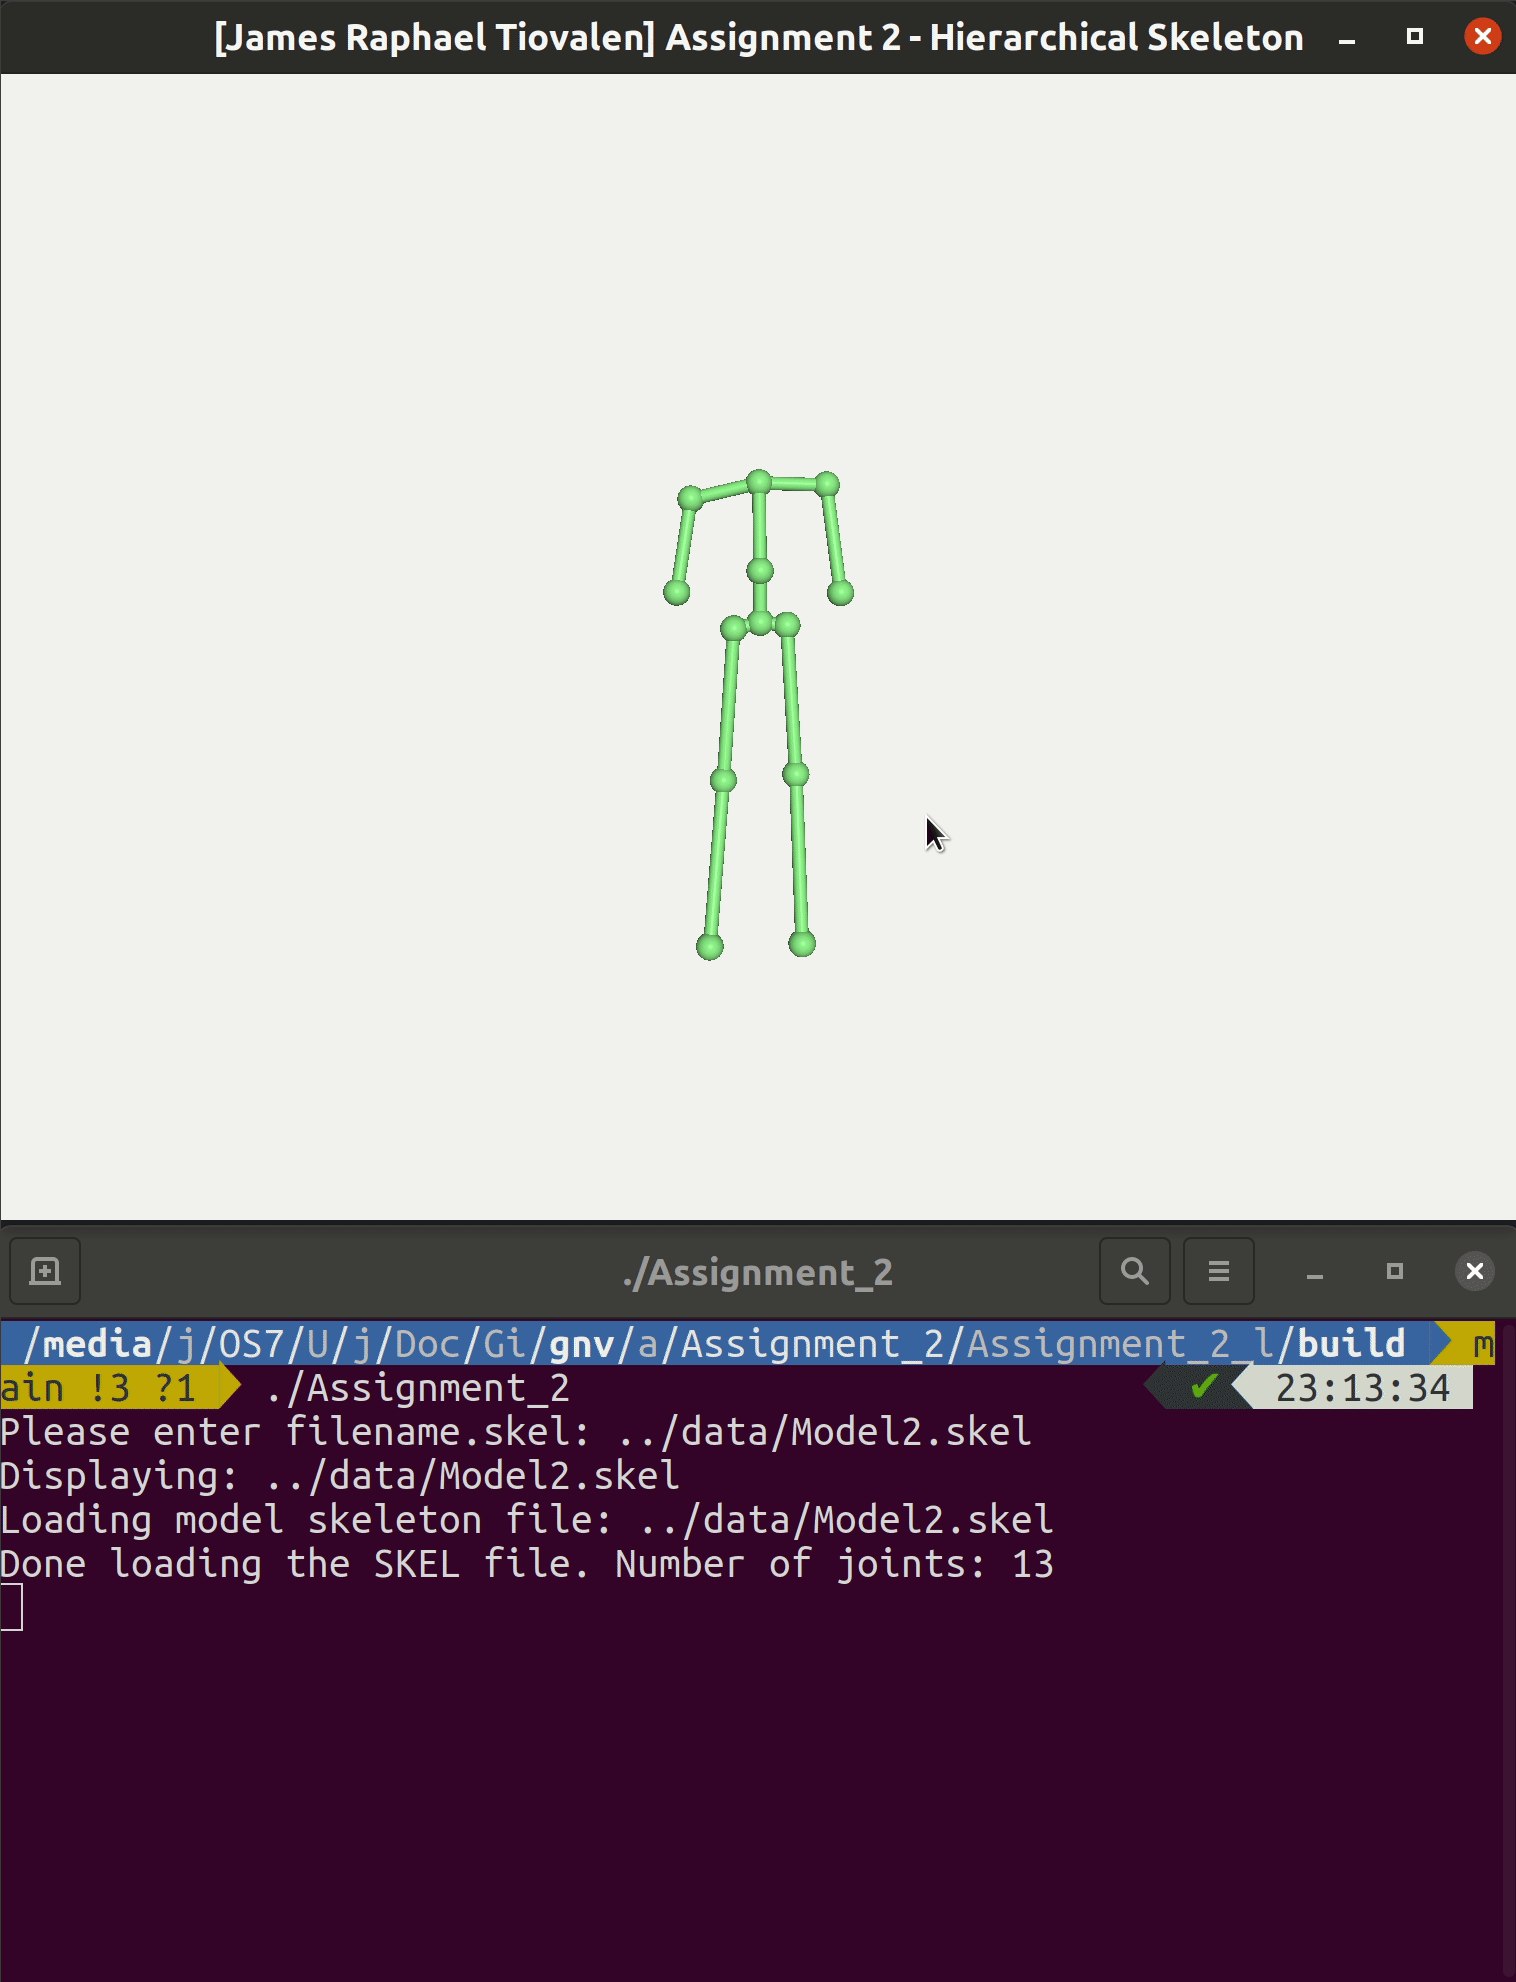 [James Raphael Tiovalen] Assignment 2 - Hierarchical Skeleton
./Assignment_2
/media/j/OS7/U/j/Doc/Gi/gnv/a/Assignment_2/Assignment_2_l/build m
ain !3 ?1 ./Assignment_2 ✔ 23:13:34
Please enter filename.skel: ../data/Model2.skel
Displaying: ../data/Model2.skel
Loading model skeleton file: ../data/Model2.skel
Done loading the SKEL file. Number of joints: 13